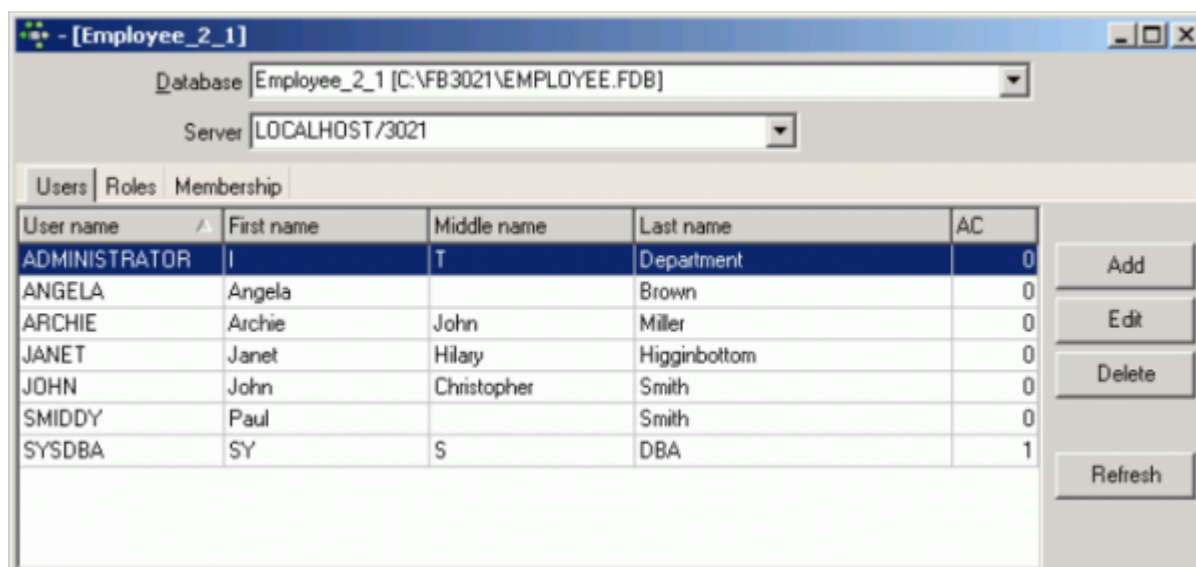 - [Employee_2_1]
Database Employee_2_1 [C:\FB3021\EMPLOYEE.FDB]
Server LOCALHOST/3021
Users Roles Membership
User name First name Middle name Last name AC
ADMINISTRATOR I T Department 0
ANGELA Angela Brown 0
ARCHIE Archie John Miller 0
JANET Janet Hilary Higginbottom 0
JOHN John Christopher Smith 0
SMIDDY Paul Smith 0
SYSDBA SY S DBA 1
Add
Edit
Delete
Refresh